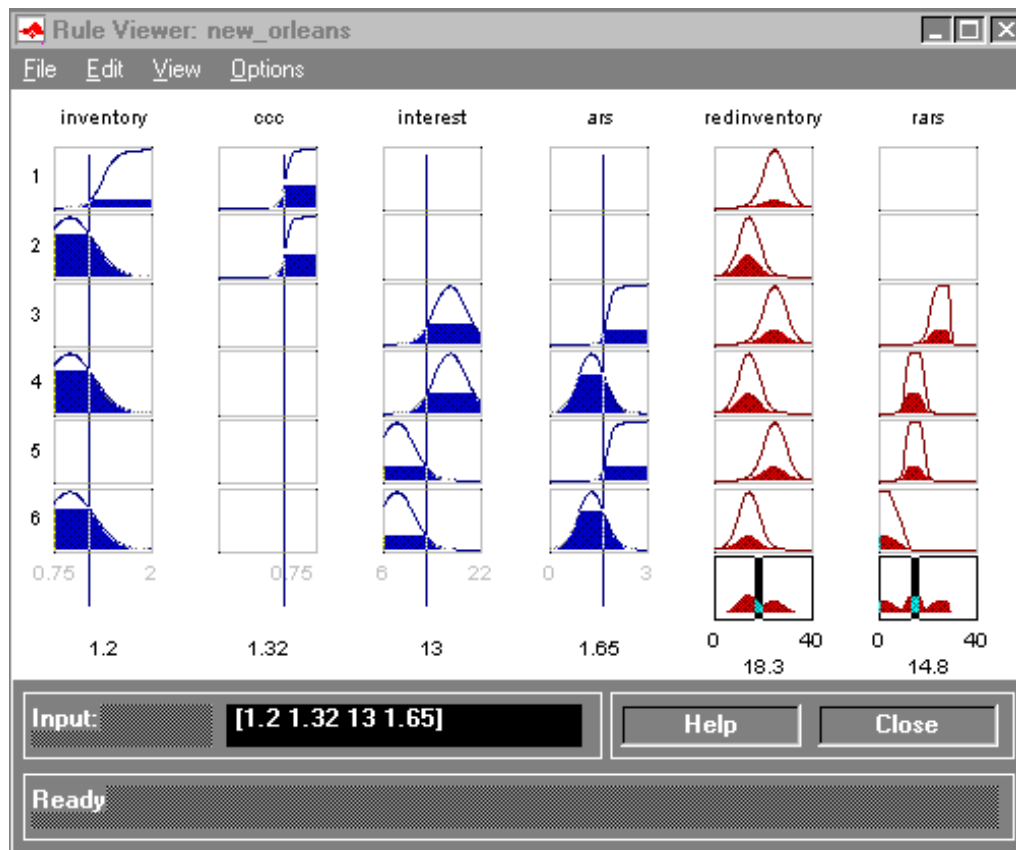 Rule Viewer: new_orleans
File Edit View Options
inventory ccc interest ars redinventory rars
1
2
3
4
5
6
0.75 2 0.75 6 22 0 3
0 40 0 40
1.2 1.32 13 1.65
18.3 14.8
Input: [1.2 1.32 13 1.65] Help Close
Ready